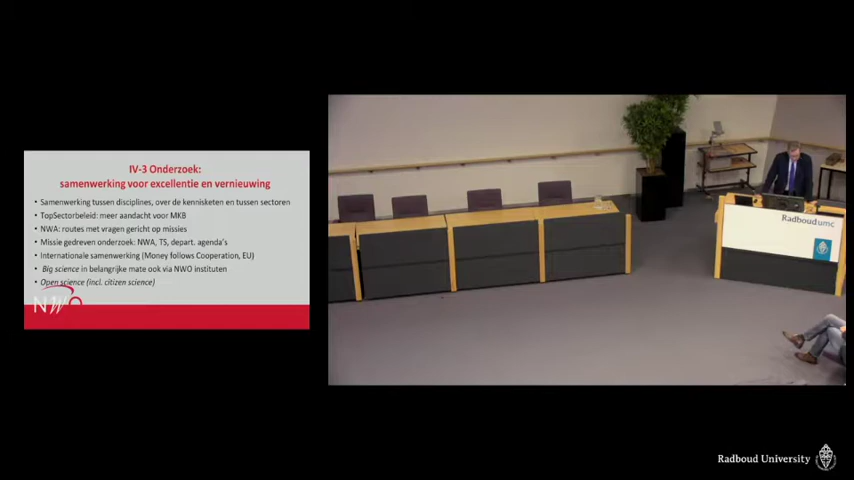 IV-3 Onderzoek:
samenwerking voor excellentie en vernieuwing
• Samenwerking tussen disciplines, over de kennisketen en tussen sectoren
• TopSectorbeleid: meer aandacht voor MKB
• NWA: routes met vragen gericht op missies
• Missie gedreven onderzoek: NWA, TS, depart. agenda's
• Internationale samenwerking (Money follows Cooperation, EU)
• Big science in belangrijke mate ook via NWO instituten
• Open science (incl. citizen science)
NWO
Radboudumc
Radboud University